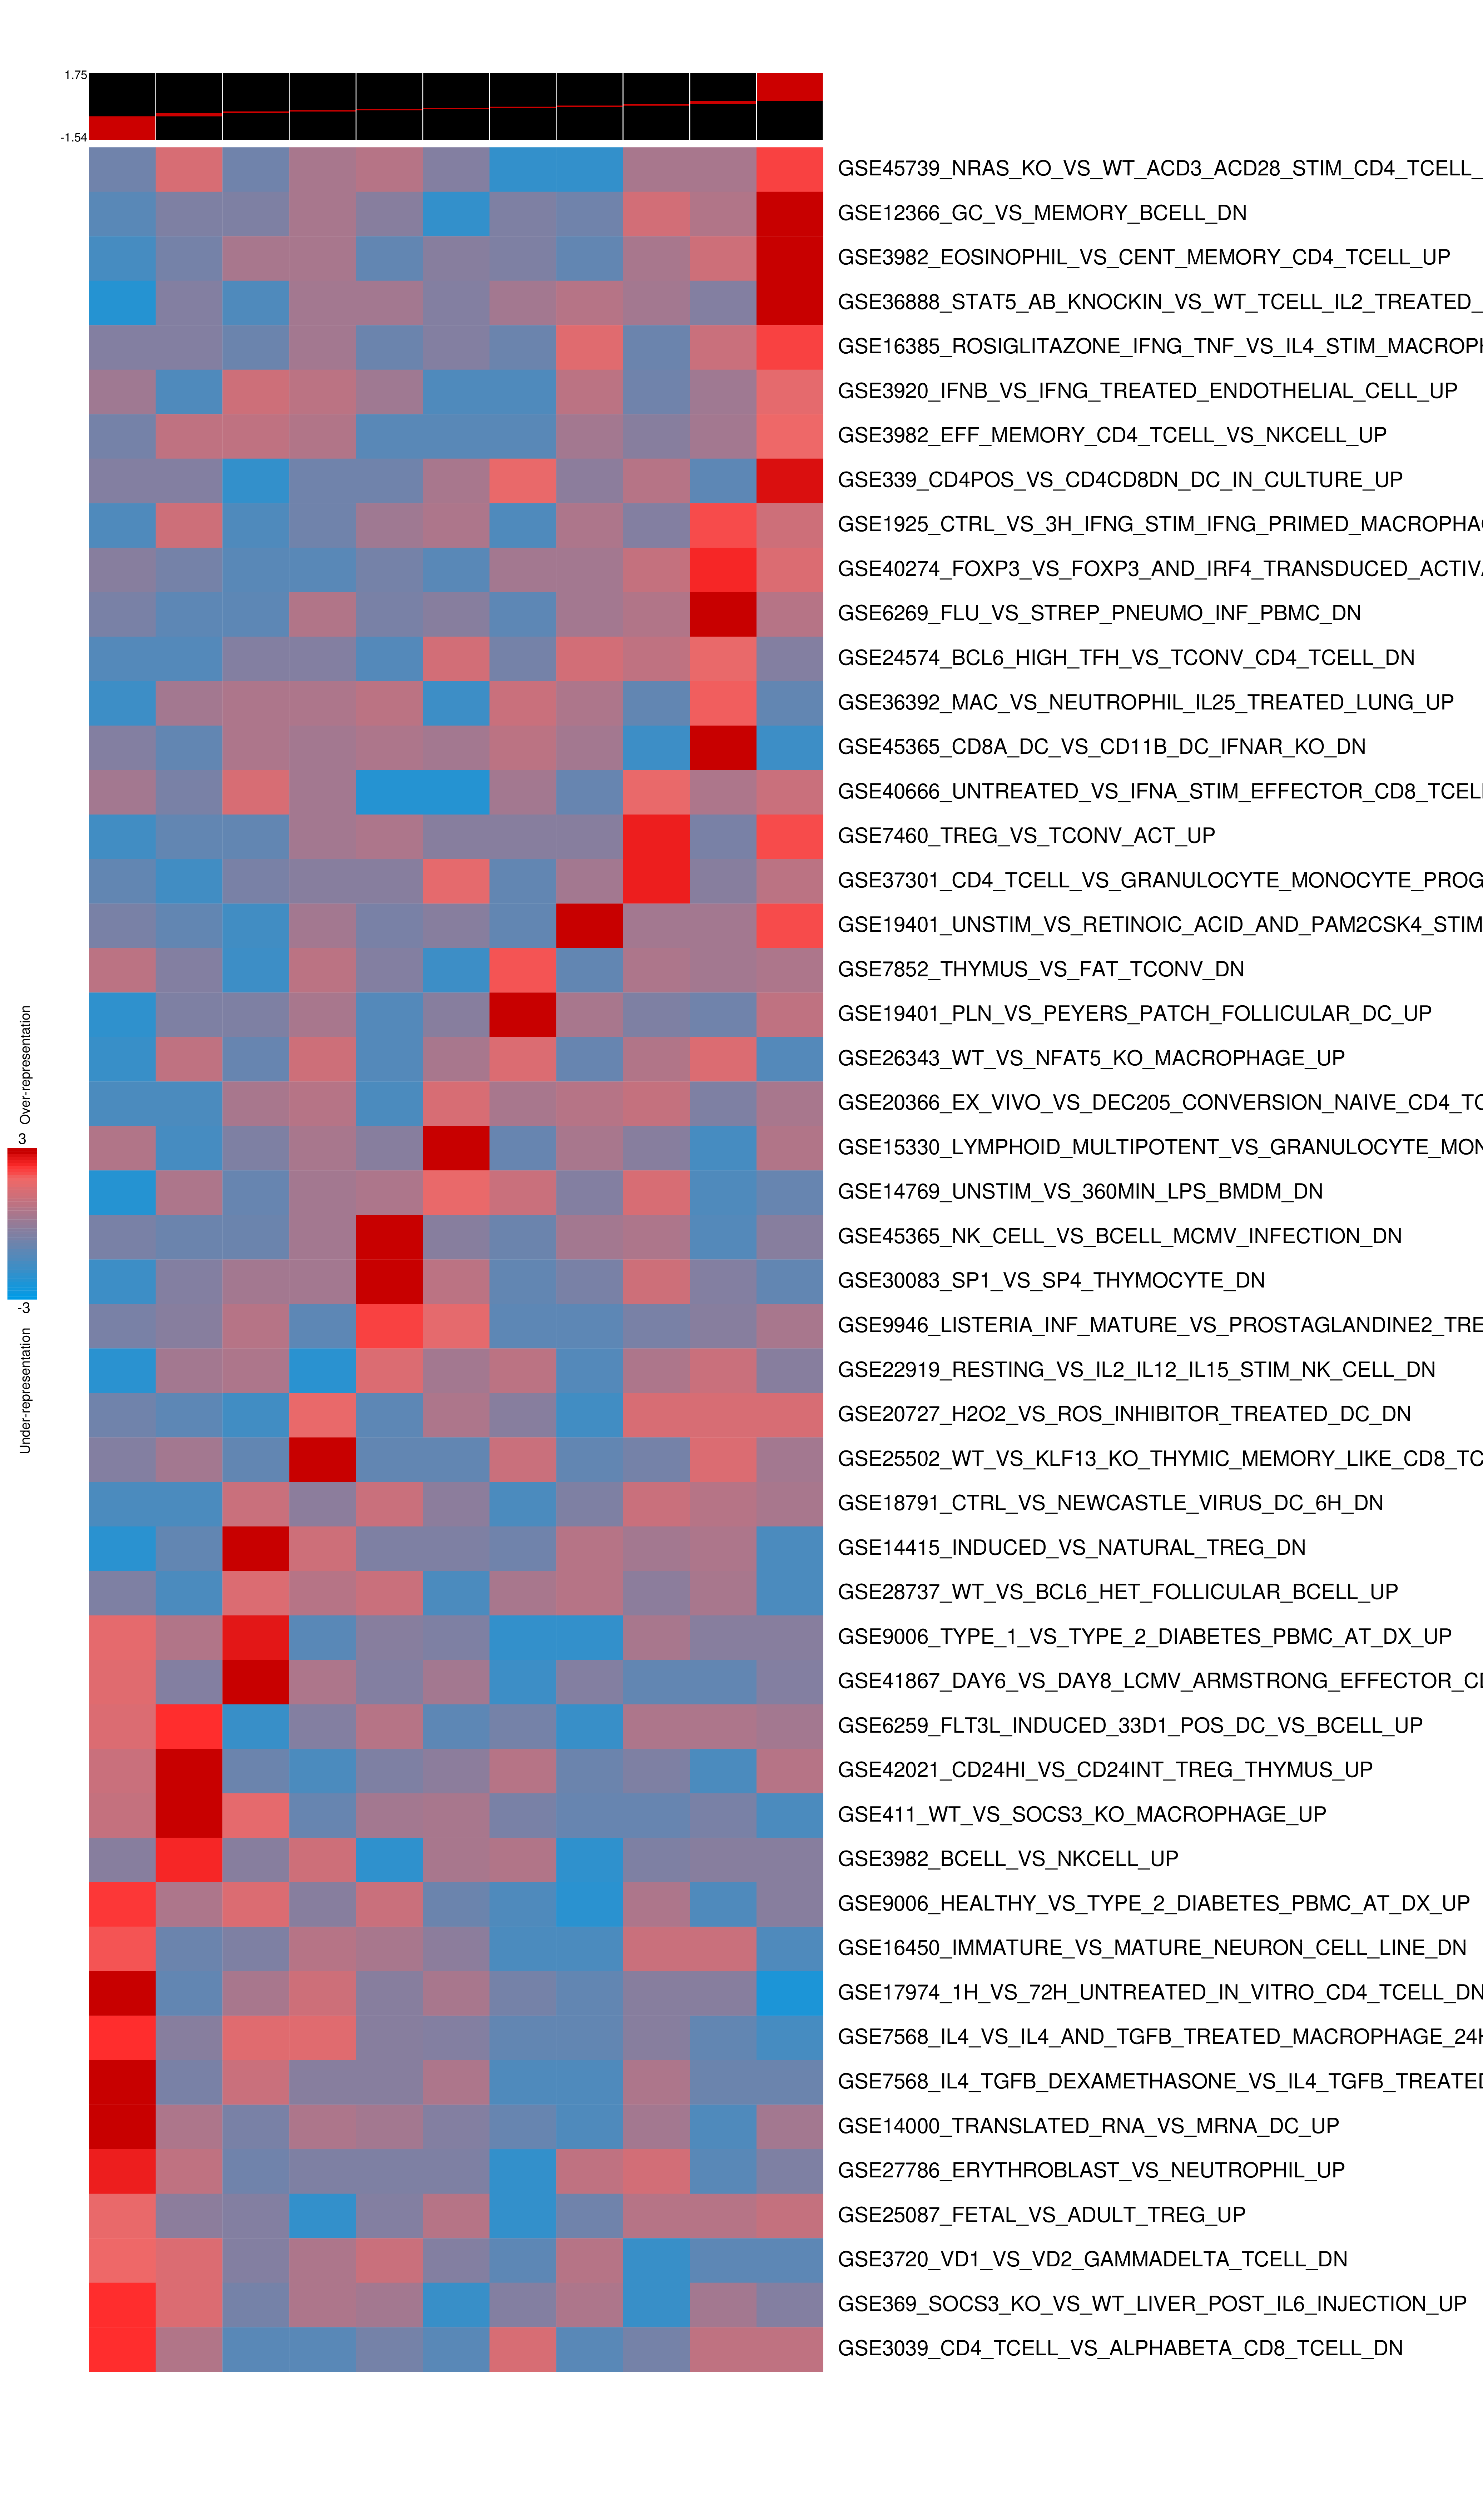 1.75
-1.54
GSE45739_NRAS_KO_VS_WT_ACD3_ACD28_STIM_CD4_TCELL_
GSE12366_GC_VS_MEMORY_BCELL_DN
GSE3982_EOSINOPHIL_VS_CENT_MEMORY_CD4_TCELL_UP
GSE36888_STAT5_AB_KNOCKIN_VS_WT_TCELL_IL2_TREATED_
GSE16385_ROSIGLITAZONE_IFNG_TNF_VS_IL4_STIM_MACROPH
GSE3920_IFNB_VS_IFNG_TREATED_ENDOTHELIAL_CELL_UP
GSE3982_EFF_MEMORY_CD4_TCELL_VS_NKCELL_UP
GSE339_CD4POS_VS_CD4CD8DN_DC_IN_CULTURE_UP
GSE1925_CTRL_VS_3H_IFNG_STIM_IFNG_PRIMED_MACROPHAG
GSE40274_FOXP3_VS_FOXP3_AND_IRF4_TRANSDUCED_ACTIVA
GSE6269_FLU_VS_STREP_PNEUMO_INF_PBMC_DN
GSE24574_BCL6_HIGH_TFH_VS_TCONV_CD4_TCELL_DN
GSE36392_MAC_VS_NEUTROPHIL_IL25_TREATED_LUNG_UP
GSE45365_CD8A_DC_VS_CD11B_DC_IFNAR_KO_DN
GSE40666_UNTREATED_VS_IFNA_STIM_EFFECTOR_CD8_TCELL
GSE7460_TREG_VS_TCONV_ACT_UP
GSE37301_CD4_TCELL_VS_GRANULOCYTE_MONOCYTE_PROG
GSE19401_UNSTIM_VS_RETINOIC_ACID_AND_PAM2CSK4_STIM
GSE7852_THYMUS_VS_FAT_TCONV_DN
GSE19401_PLN_VS_PEYERS_PATCH_FOLLICULAR_DC_UP
GSE26343_WT_VS_NFAT5_KO_MACROPHAGE_UP
GSE20366_EX_VIVO_VS_DEC205_CONVERSION_NAIVE_CD4_TC
GSE15330_LYMPHOID_MULTIPOTENT_VS_GRANULOCYTE_MON
GSE14769_UNSTIM_VS_360MIN_LPS_BMDM_DN
GSE45365_NK_CELL_VS_BCELL_MCMV_INFECTION_DN
GSE30083_SP1_VS_SP4_THYMOCYTE_DN
GSE9946_LISTERIA_INF_MATURE_VS_PROSTAGLANDINE2_TRE
GSE22919_RESTING_VS_IL2_IL12_IL15_STIM_NK_CELL_DN
GSE20727_H2O2_VS_ROS_INHIBITOR_TREATED_DC_DN
GSE25502_WT_VS_KLF13_KO_THYMIC_MEMORY_LIKE_CD8_TC
GSE18791_CTRL_VS_NEWCASTLE_VIRUS_DC_6H_DN
GSE14415_INDUCED_VS_NATURAL_TREG_DN
GSE28737_WT_VS_BCL6_HET_FOLLICULAR_BCELL_UP
GSE9006_TYPE_1_VS_TYPE_2_DIABETES_PBMC_AT_DX_UP
GSE41867_DAY6_VS_DAY8_LCMV_ARMSTRONG_EFFECTOR_CD
GSE6259_FLT3L_INDUCED_33D1_POS_DC_VS_BCELL_UP
GSE42021_CD24HI_VS_CD24INT_TREG_THYMUS_UP
GSE411_WT_VS_SOCS3_KO_MACROPHAGE_UP
GSE3982_BCELL_VS_NKCELL_UP
GSE9006_HEALTHY_VS_TYPE_2_DIABETES_PBMC_AT_DX_UP
GSE16450_IMMATURE_VS_MATURE_NEURON_CELL_LINE_DN
GSE17974_1H_VS_72H_UNTREATED_IN_VITRO_CD4_TCELL_DN
GSE7568_IL4_VS_IL4_AND_TGFB_TREATED_MACROPHAGE_24H
GSE7568_IL4_TGFB_DEXAMETHASONE_VS_IL4_TGFB_TREATED
GSE14000_TRANSLATED_RNA_VS_MRNA_DC_UP
GSE27786_ERYTHROBLAST_VS_NEUTROPHIL_UP
GSE25087_FETAL_VS_ADULT_TREG_UP
GSE3720_VD1_VS_VD2_GAMMADELTA_TCELL_DN
GSE369_SOCS3_KO_VS_WT_LIVER_POST_IL6_INJECTION_UP
GSE3039_CD4_TCELL_VS_ALPHABETA_CD8_TCELL_DN
Over-representation
3
-3
Under-representation